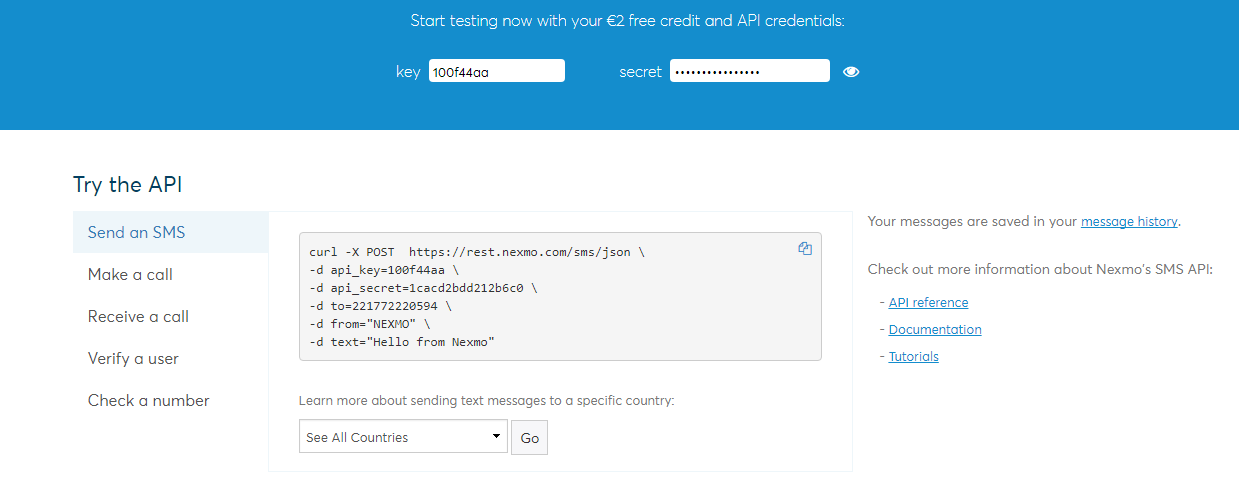 Start testing now with your €2 free credit and API credentials:
key 100f44aa secret ••••••••••••••••
Try the API
Send an SMS
Make a call
Receive a call
Verify a user
Check a number
curl -X POST  https://rest.nexmo.com/sms/json \
-d api_key=100f44aa \
-d api_secret=1cacd2bdd212b6c0 \
-d to=221772220594 \
-d from="NEXMO" \
-d text="Hello from Nexmo"
Learn more about sending text messages to a specific country:
See All Countries Go
Your messages are saved in your message history.
Check out more information about Nexmo's SMS API:
- API reference
- Documentation
- Tutorials